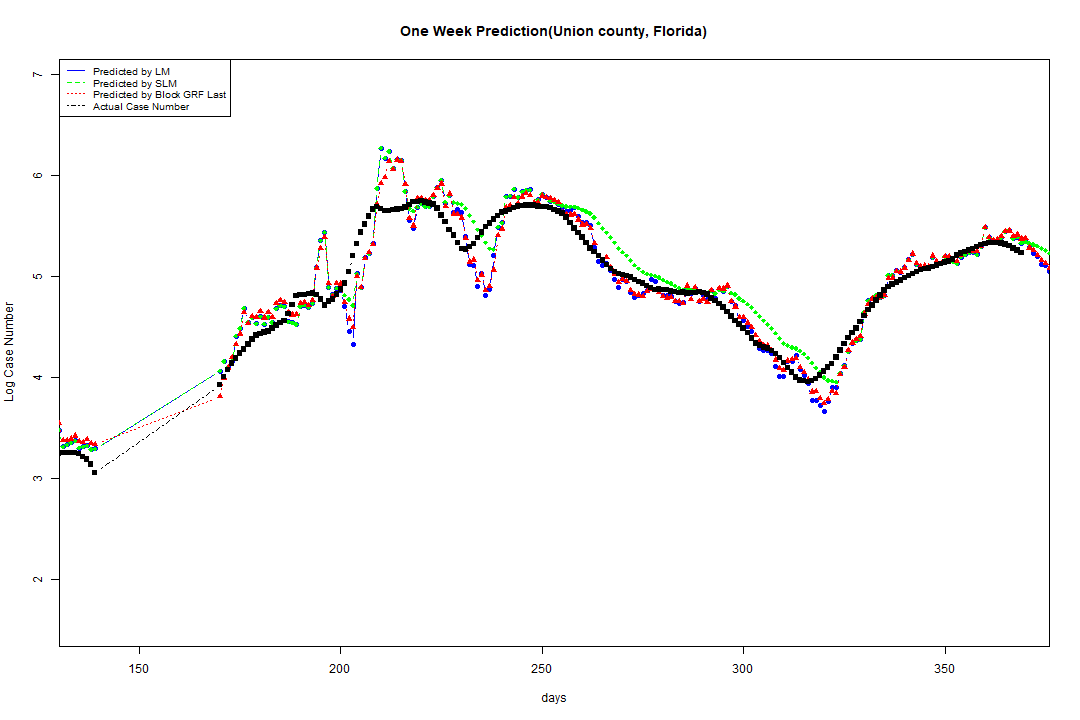 One Week Prediction(Union county, Florida)
Predicted by LM
Predicted by SLM
Predicted by Block GRF Last
Actual Case Number
7
6
5
4
3
2
Log Case Number
150 200 250 300 350
days